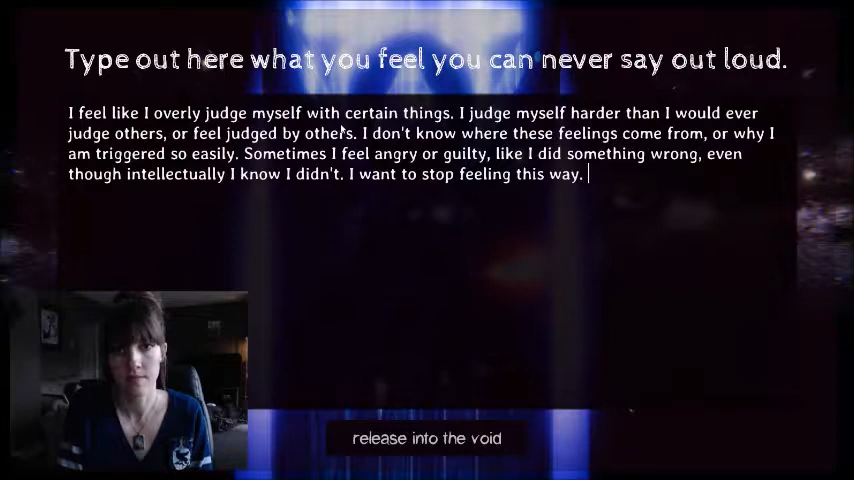 Type out here what you feel you can never say out loud.
I feel like I overly judge myself with certain things. I judge myself harder than I would ever
judge others, or feel judged by others. I don't know where these feelings come from, or why I
am triggered so easily. Sometimes I feel angry or guilty, like I did something wrong, even
though intellectually I know I didn't. I want to stop feeling this way.
release into the void